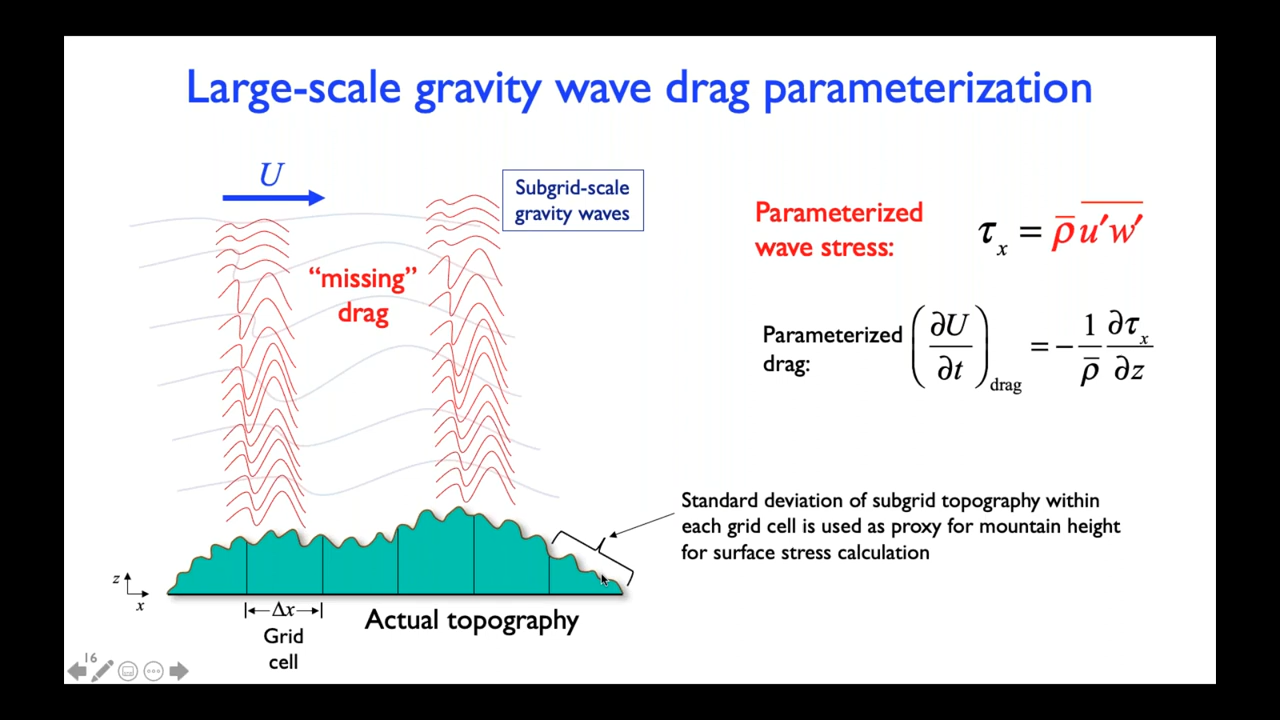 Large-scale gravity wave drag parameterization
U
Subgrid-scale
gravity waves
“missing”
drag
Parameterized
wave stress:
τₓ = ρ̅ u′w′‾
Parameterized
drag:
(∂U/∂t)drag = − 1/ρ̅ ∂τₓ/∂z
Standard deviation of subgrid topography within
each grid cell is used as proxy for mountain height
for surface stress calculation
z
x
Δx
Grid
cell
Actual topography
16